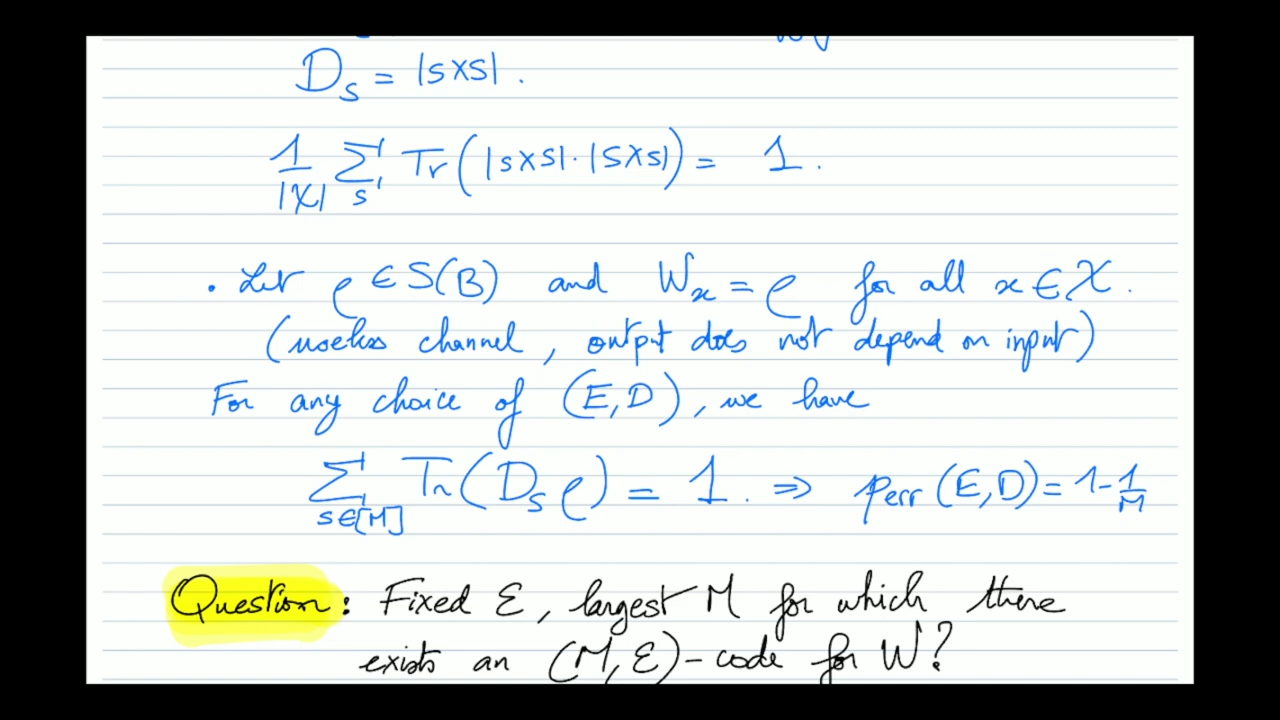 D_s = |s⟩⟨s| .
1/|𝒳| ∑_s Tr(|s⟩⟨s| · |s⟩⟨s|) = 1 .
. Let ρ ∈ S(B) and W_x = ρ for all x ∈ 𝒳 .
(useless channel, output does not depend on input)
For any choice of (E, D), we have
∑_{s∈[M]} Tr(D_s ρ) = 1 . ⇒ perr (E, D) = 1 - 1/M
Question: Fixed ε, largest M for which there
exists an (M, ε)-code for W?